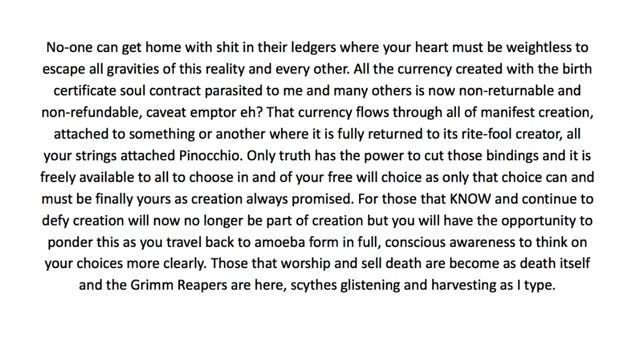 No-one can get home with shit in their ledgers where your heart must be weightless to
escape all gravities of this reality and every other. All the currency created with the birth
certificate soul contract parasited to me and many others is now non-returnable and
non-refundable, caveat emptor eh? That currency flows through all of manifest creation,
attached to something or another where it is fully returned to its rite-fool creator, all
your strings attached Pinocchio. Only truth has the power to cut those bindings and it is
freely available to all to choose in and of your free will choice as only that choice can and
must be finally yours as creation always promised. For those that KNOW and continue to
defy creation will now no longer be part of creation but you will have the opportunity to
ponder this as you travel back to amoeba form in full, conscious awareness to think on
your choices more clearly. Those that worship and sell death are become as death itself
and the Grimm Reapers are here, scythes glistening and harvesting as I type.